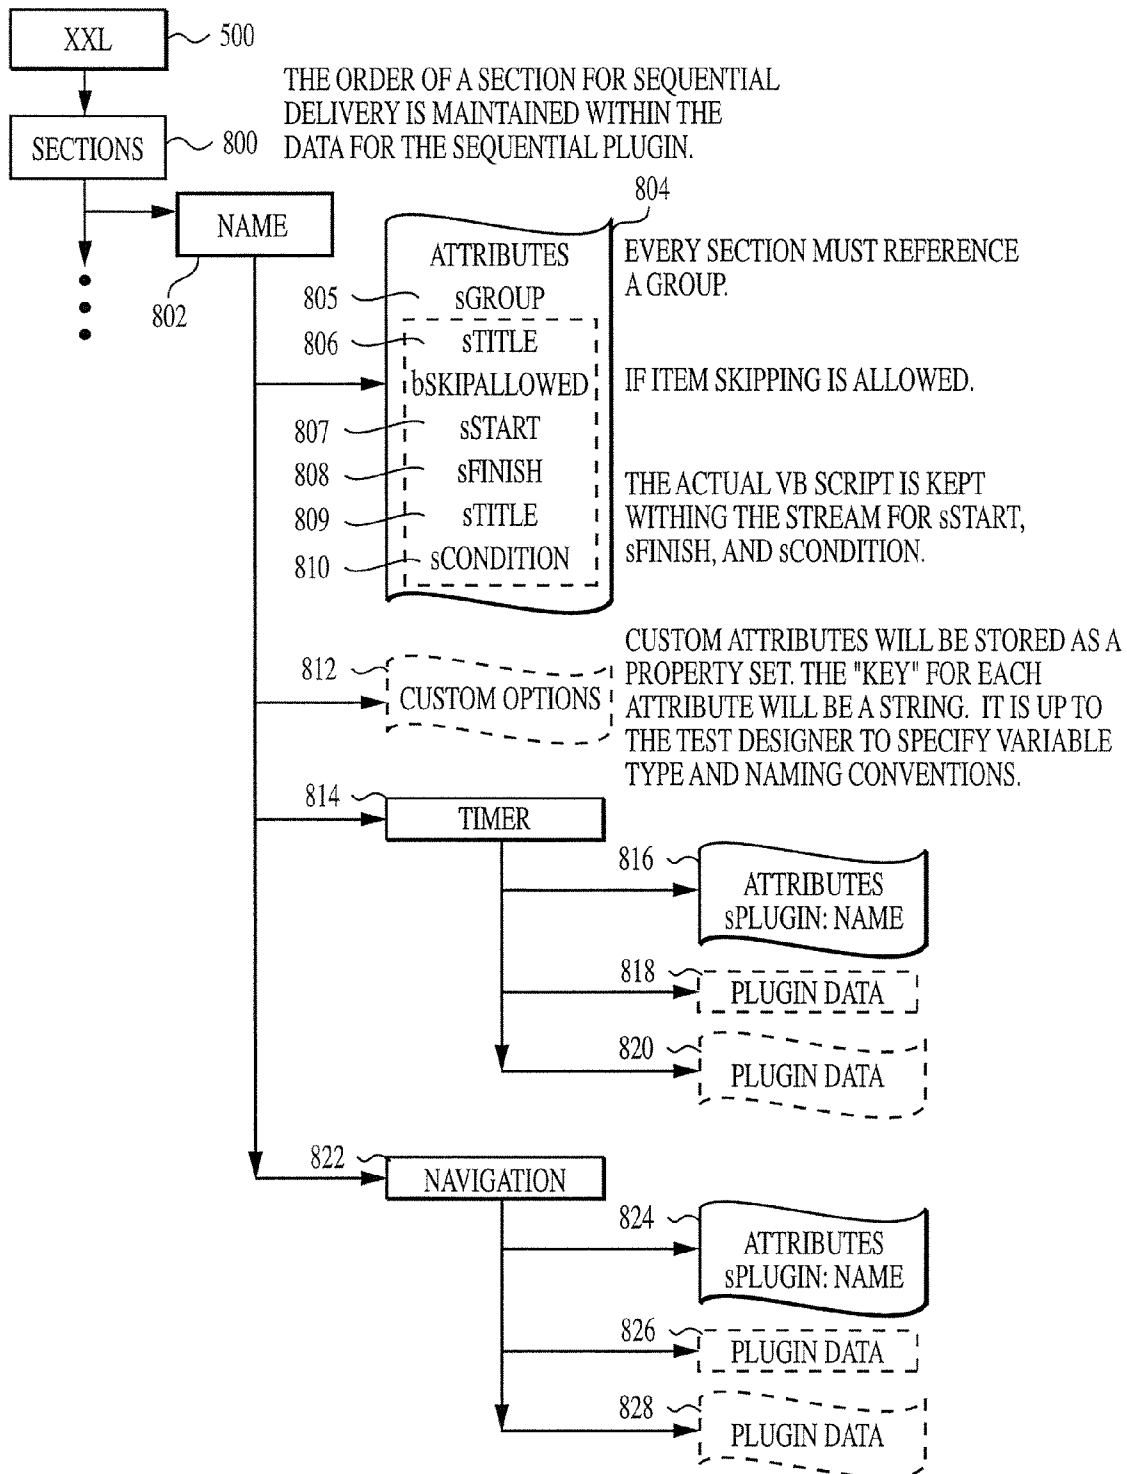 XXL
500
THE ORDER OF A SECTION FOR SEQUENTIAL
DELIVERY IS MAINTAINED WITHIN THE
DATA FOR THE SEQUENTIAL PLUGIN.
SECTIONS
800
NAME
802
804
ATTRIBUTES
805
sGROUP
EVERY SECTION MUST REFERENCE
A GROUP.
806
sTITLE
bSKIPALLOWED
IF ITEM SKIPPING IS ALLOWED.
807
sSTART
808
sFINISH
809
sTITLE
810
sCONDITION
THE ACTUAL VB SCRIPT IS KEPT
WITHING THE STREAM FOR sSTART,
sFINISH, AND sCONDITION.
812
CUSTOM OPTIONS
CUSTOM ATTRIBUTES WILL BE STORED AS A
PROPERTY SET. THE "KEY" FOR EACH
ATTRIBUTE WILL BE A STRING. IT IS UP TO
THE TEST DESIGNER TO SPECIFY VARIABLE
TYPE AND NAMING CONVENTIONS.
814
TIMER
816
ATTRIBUTES
sPLUGIN: NAME
818
PLUGIN DATA
820
PLUGIN DATA
822
NAVIGATION
824
ATTRIBUTES
sPLUGIN: NAME
826
PLUGIN DATA
828
PLUGIN DATA